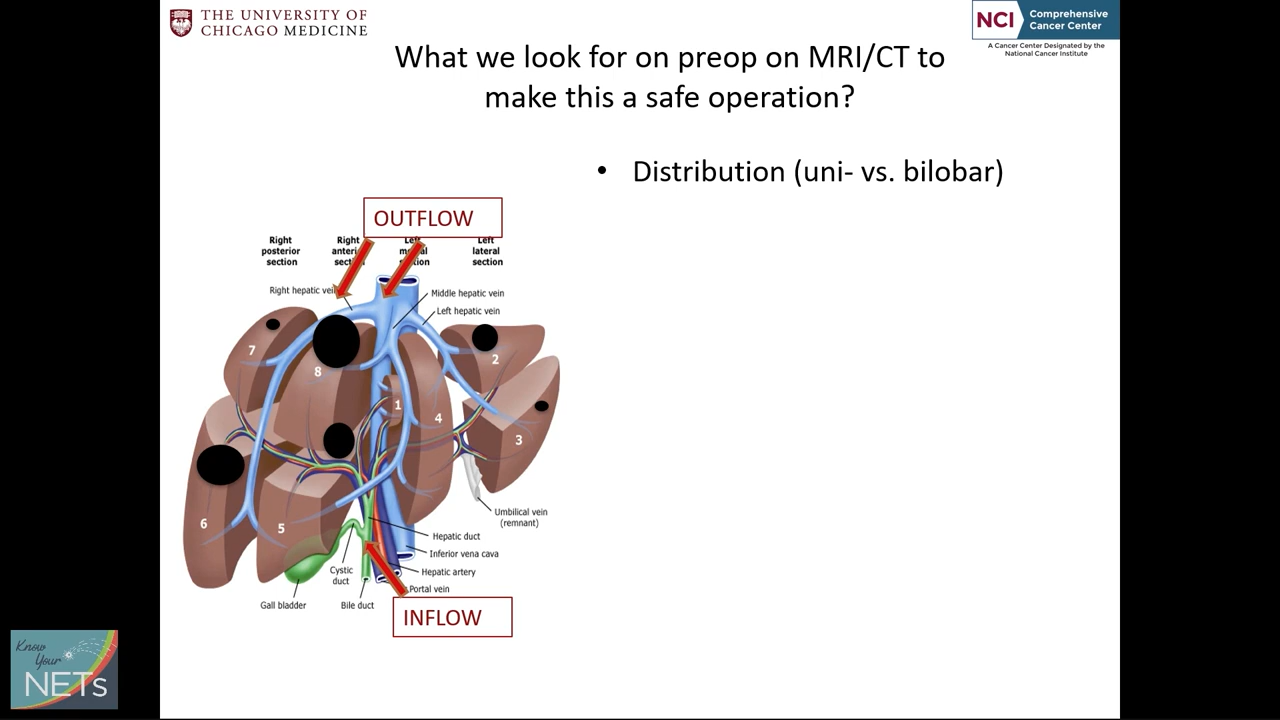 THE UNIVERSITY OF
CHICAGO MEDICINE
NCI Comprehensive
Cancer Center
A Cancer Center Designated by the
National Cancer Institute
What we look for on preop on MRI/CT to
make this a safe operation?
• Distribution (uni- vs. bilobar)
OUTFLOW
Right
posterior
section
Right
Left
Left
lateral
section
Right hepatic
Middle hepatic vein
Left hepatic vein
7
8
2
1
4
3
6
5
Umbilical vein
(remnant)
Hepatic duct
Inferior vena cava
Hepatic artery
Portal vein
Cystic
duct
Gall bladder
Bile duct
INFLOW
Know
Your
NETs